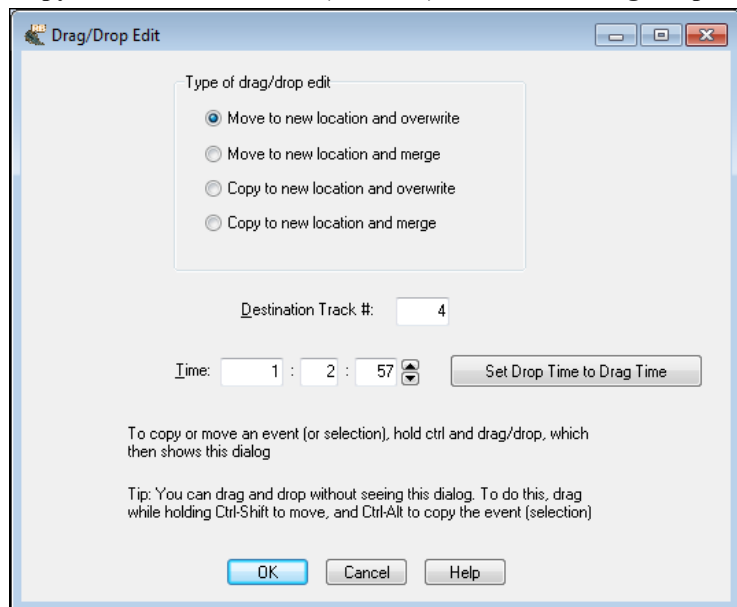 Drag/Drop Edit
Type of drag/drop edit
Move to new location and overwrite
Move to new location and merge
Copy to new location and overwrite
Copy to new location and merge
Destination Track #: 4
Time: 1 : 2 : 57 Set Drop Time to Drag Time
To copy or move an event (or selection), hold ctrl and drag/drop, which
then shows this dialog
Tip: You can drag and drop without seeing this dialog. To do this, drag
while holding Ctrl-Shift to move, and Ctrl-Alt to copy the event (selection)
OK Cancel Help